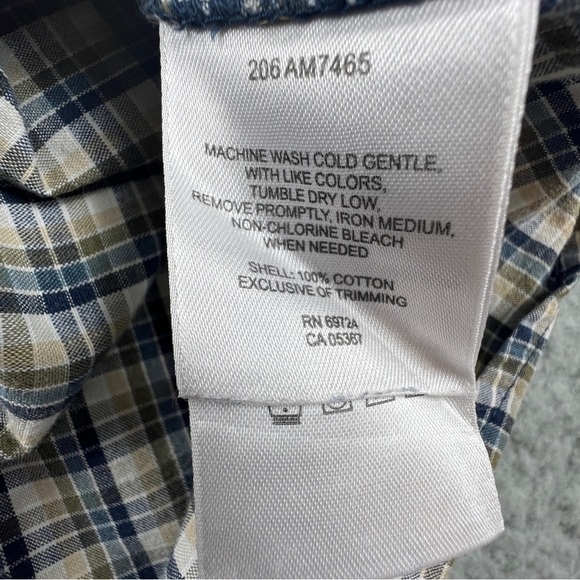 206 AM7465
MACHINE WASH COLD GENTLE,
WITH LIKE COLORS,
TUMBLE DRY LOW,
REMOVE PROMPTLY, IRON MEDIUM,
NON-CHLORINE BLEACH
WHEN NEEDED
SHELL: 100% COTTON
EXCLUSIVE OF TRIMMING
RN 6972A
CA 05367